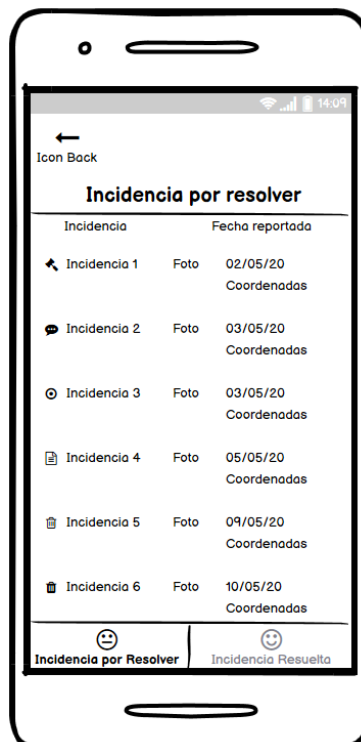 14:09
Icon Back
Incidencia por resolver
Incidencia Fecha reportada
Incidencia 1 Foto 02/05/20
Coordenadas
Incidencia 2 Foto 03/05/20
Coordenadas
Incidencia 3 Foto 03/05/20
Coordenadas
Incidencia 4 Foto 05/05/20
Coordenadas
Incidencia 5 Foto 09/05/20
Coordenadas
Incidencia 6 Foto 10/05/20
Coordenadas
Incidencia por Resolver Incidencia Resuelta